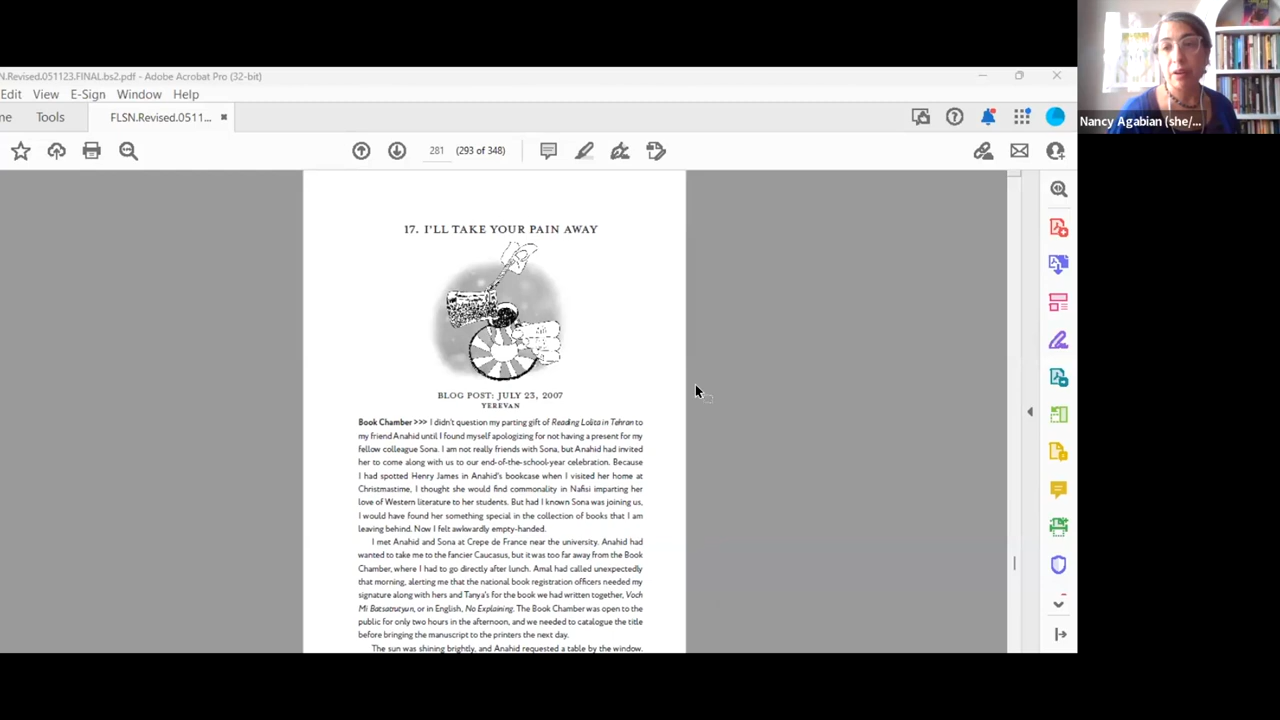 N.Revised.051123.FINAL.bs2.pdf - Adobe Acrobat Pro (32-bit)
Edit View E-Sign Window Help
me Tools FLSN.Revised.0511...
281 (293 of 348)
Nancy Agabian (she/...
17. I'LL TAKE YOUR PAIN AWAY
BLOG POST: JULY 23, 2007
YEREVAN
Book Chamber >>> I didn't question my parting gift of Reading Lolita in Tehran to
my friend Anahid until I found myself apologizing for not having a present for my
fellow colleague Sona. I am not really friends with Sona, but Anahid had invited
her to come along with us to our end-of-the-school-year celebration. Because
I had spotted Henry James in Anahid's bookcase when I visited her home at
Christmastime, I thought she would find commonality in Nafisi imparting her
love of Western literature to her students. But had I known Sona was joining us,
I would have found her something special in the collection of books that I am
leaving behind. Now I felt awkwardly empty-handed.
I met Anahid and Sona at Crepe de France near the university. Anahid had
wanted to take me to the fancier Caucasus, but it was too far away from the Book
Chamber, where I had to go directly after lunch. Amal had called unexpectedly
that morning, alerting me that the national book registration officers needed my
signature along with hers and Tanya's for the book we had written together, Voch
Mi Batsatrutyun, or in English, No Explaining. The Book Chamber was open to the
public for only two hours in the afternoon, and we needed to catalogue the title
before bringing the manuscript to the printers the next day.
The sun was shining brightly, and Anahid requested a table by the window.